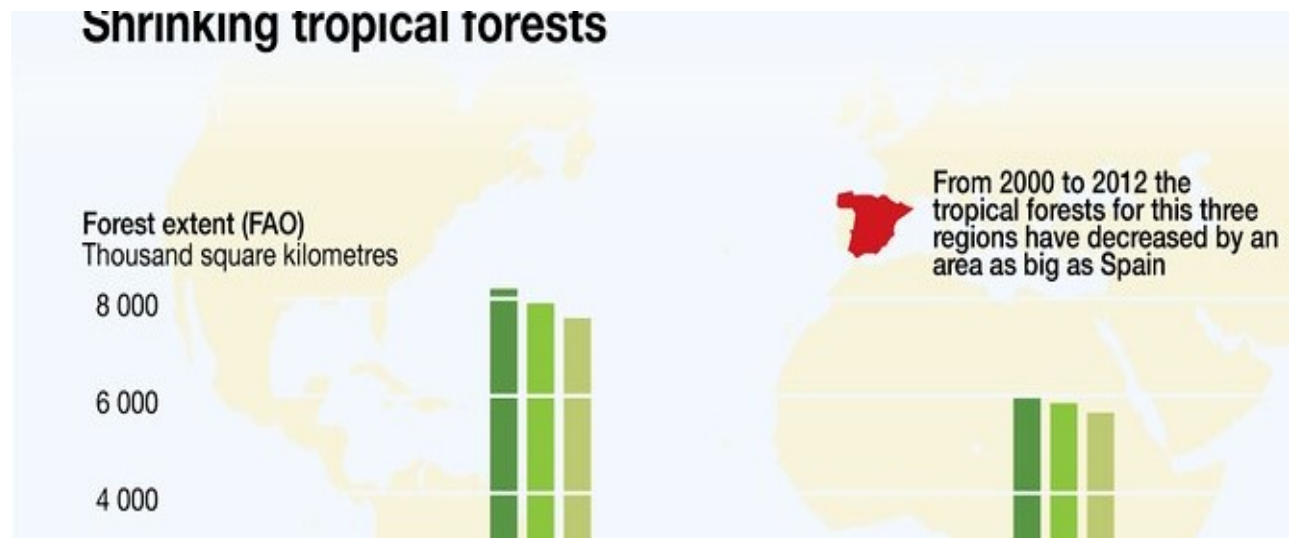 Shrinking tropical forests
From 2000 to 2012 the
tropical forests for this three
regions have decreased by an
area as big as Spain
Forest extent (FAO)
Thousand square kilometres
8 000
6 000
4 000